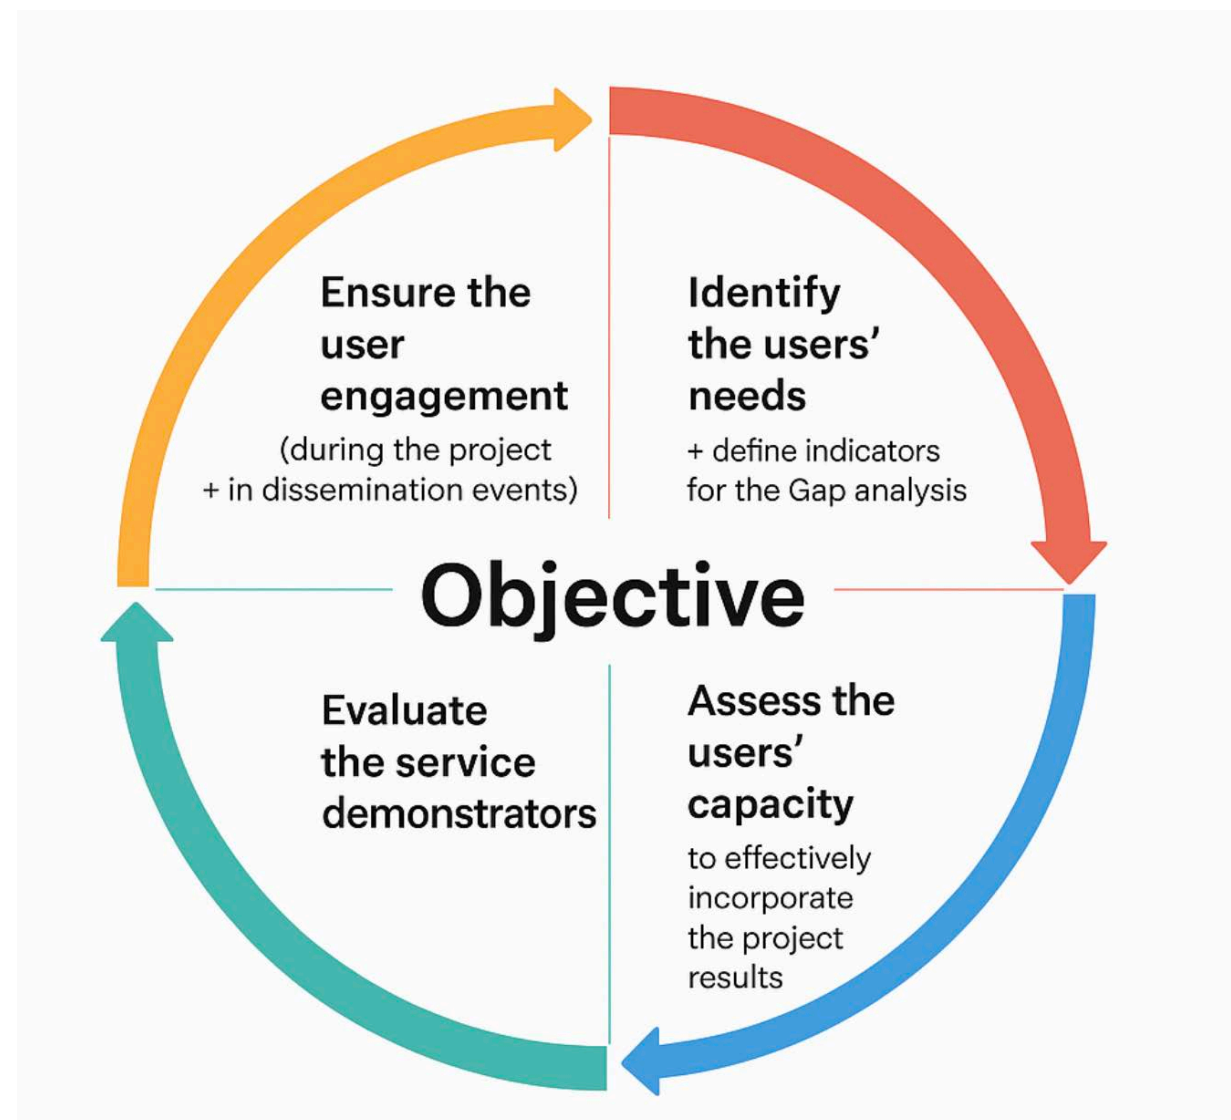 Ensure the
user
engagement
(during the project
+ in dissemination events)
Identify
the users’
needs
+ define indicators
for the Gap analysis
Objective
Evaluate
the service
demonstrators
Assess the
users’
capacity
to effectively
incorporate
the project
results